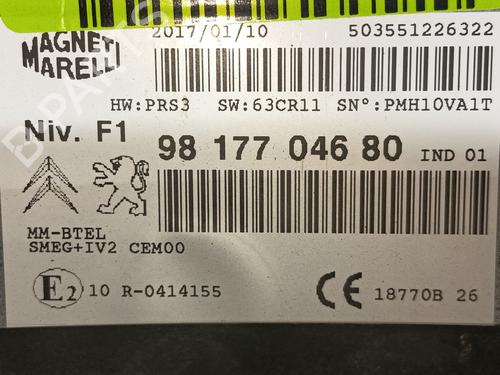 MAGNETI
MARELLI
2017/01/10
503551226322
HW:PRS3 SW:63CR11 SN°:PMH10VA1T
Niv. F1
98 177 046 80 IND 01
MM-BTEL
SMEG+IV2 CEM00
E2 10 R-0414155
CE 18770B 26